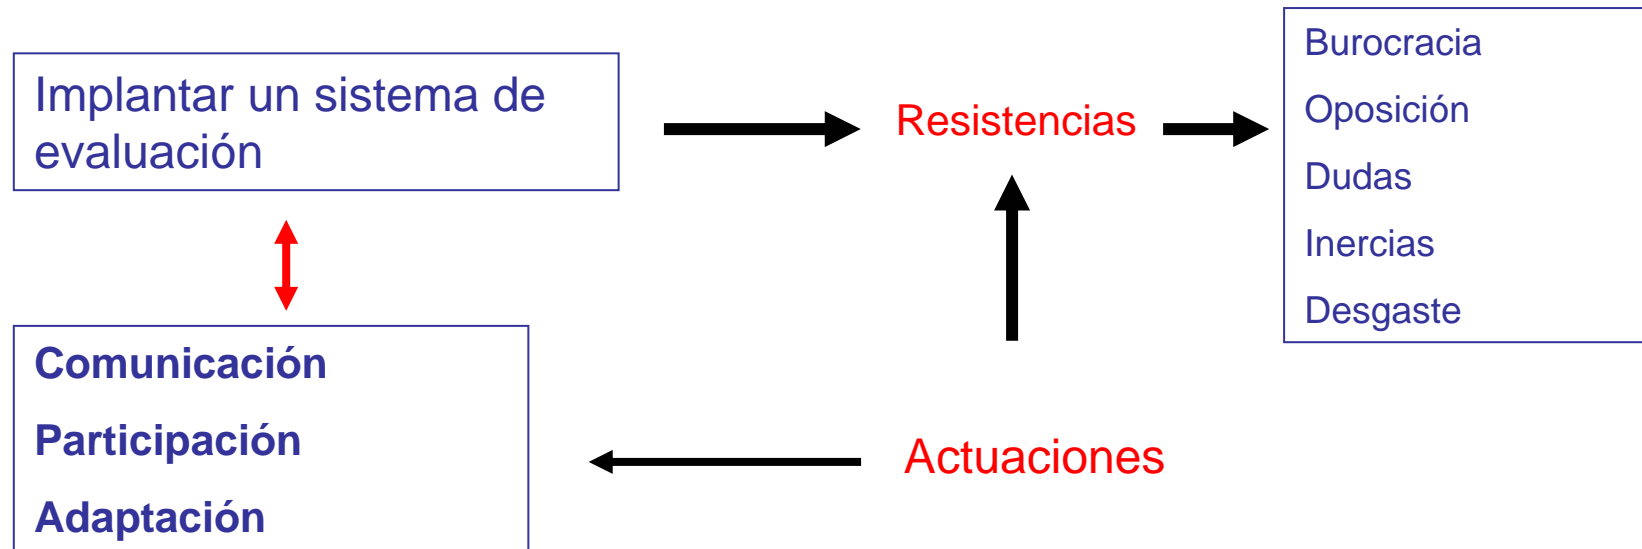 Implantar un sistema de
evaluación
Resistencias
Burocracia
Oposición
Dudas
Inercias
Desgaste
Comunicación
Participación
Adaptación
Actuaciones